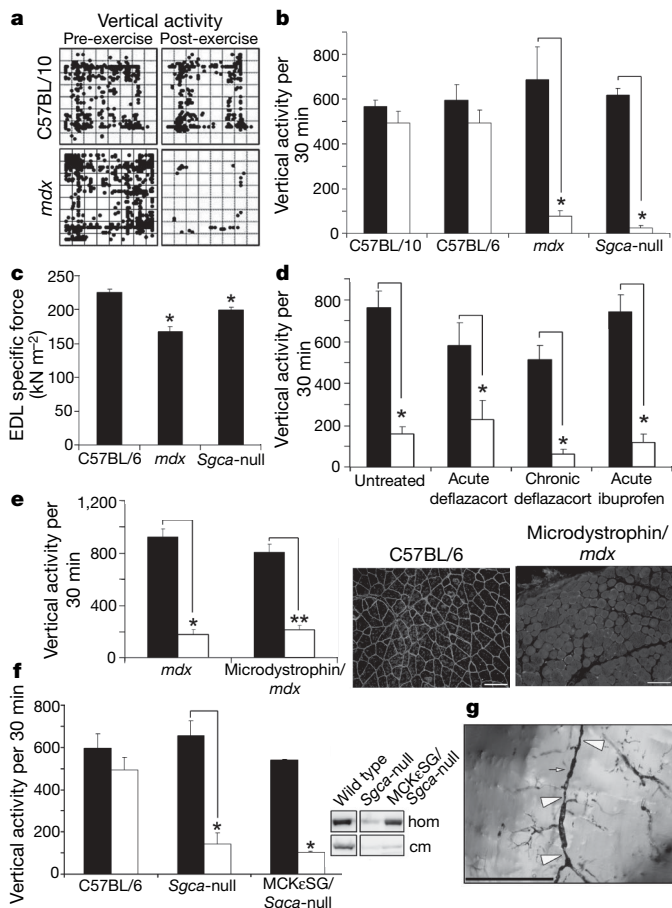 a
Vertical activity
Pre-exercise Post-exercise
C57BL/10
mdx
b
Vertical activity per
30 min
800
600
400
200
0
C57BL/10 C57BL/6 mdx Sgca-null
* *
c
EDL specific force
(kN m–2)
250
200
150
100
50
0
* *
C57BL/6 mdx Sgca-null
d
Vertical activity per
30 min
800
600
400
200
0
* * * *
Untreated Acute deflazacort Chronic deflazacort Acute ibuprofen
e
Vertical activity per
30 min
1,200
800
400
0
* **
mdx Microdystrophin/
mdx
C57BL/6
Microdystrophin/
mdx
f
Vertical activity per 30 min
800
600
400
200
0
* *
C57BL/6 Sgca-null MCKεSG/
Sgca-null
Wild type
Sgca-null
MCKεSG/
Sgca-null
hom
cm
g